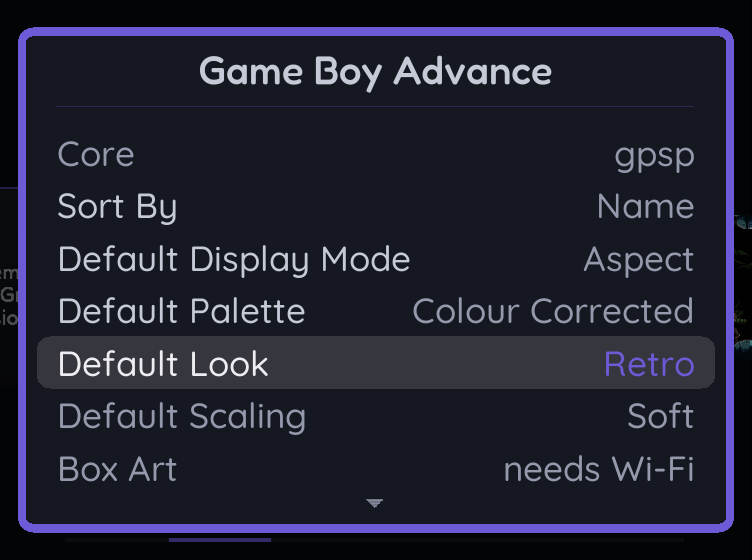 Game Boy Advance
Core gpsp
Sort By Name
Default Display Mode Aspect
Default Palette Colour Corrected
Default Look Retro
Default Scaling Soft
Box Art needs Wi-Fi